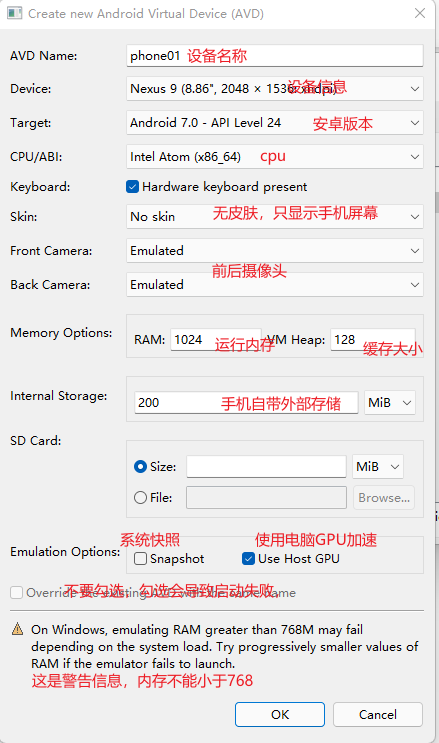 Create new Android Virtual Device (AVD)
AVD Name: phone01 设备名称
Device: Nexus 9 (8.86", 2048 × 1536: xhdpi) 设备信息
Target: Android 7.0 - API Level 24 安卓版本
CPU/ABI: Intel Atom (x86_64) cpu
Keyboard: Hardware keyboard present
Skin: No skin 无皮肤，只显示手机屏幕
Front Camera: Emulated
前后摄像头
Back Camera: Emulated
Memory Options: RAM: 1024 运行内存 VM Heap: 128 缓存大小
Internal Storage: 200 手机自带外部存储 MiB
SD Card:
Size: MiB
File: Browse...
系统快照 使用电脑GPU加速
Emulation Options: Snapshot Use Host GPU
Override the existing AVD with the same name
不要勾选，勾选会导致启动失败
On Windows, emulating RAM greater than 768M may fail
depending on the system load. Try progressively smaller values of
RAM if the emulator fails to launch.
这是警告信息，内存不能小于768
OK Cancel